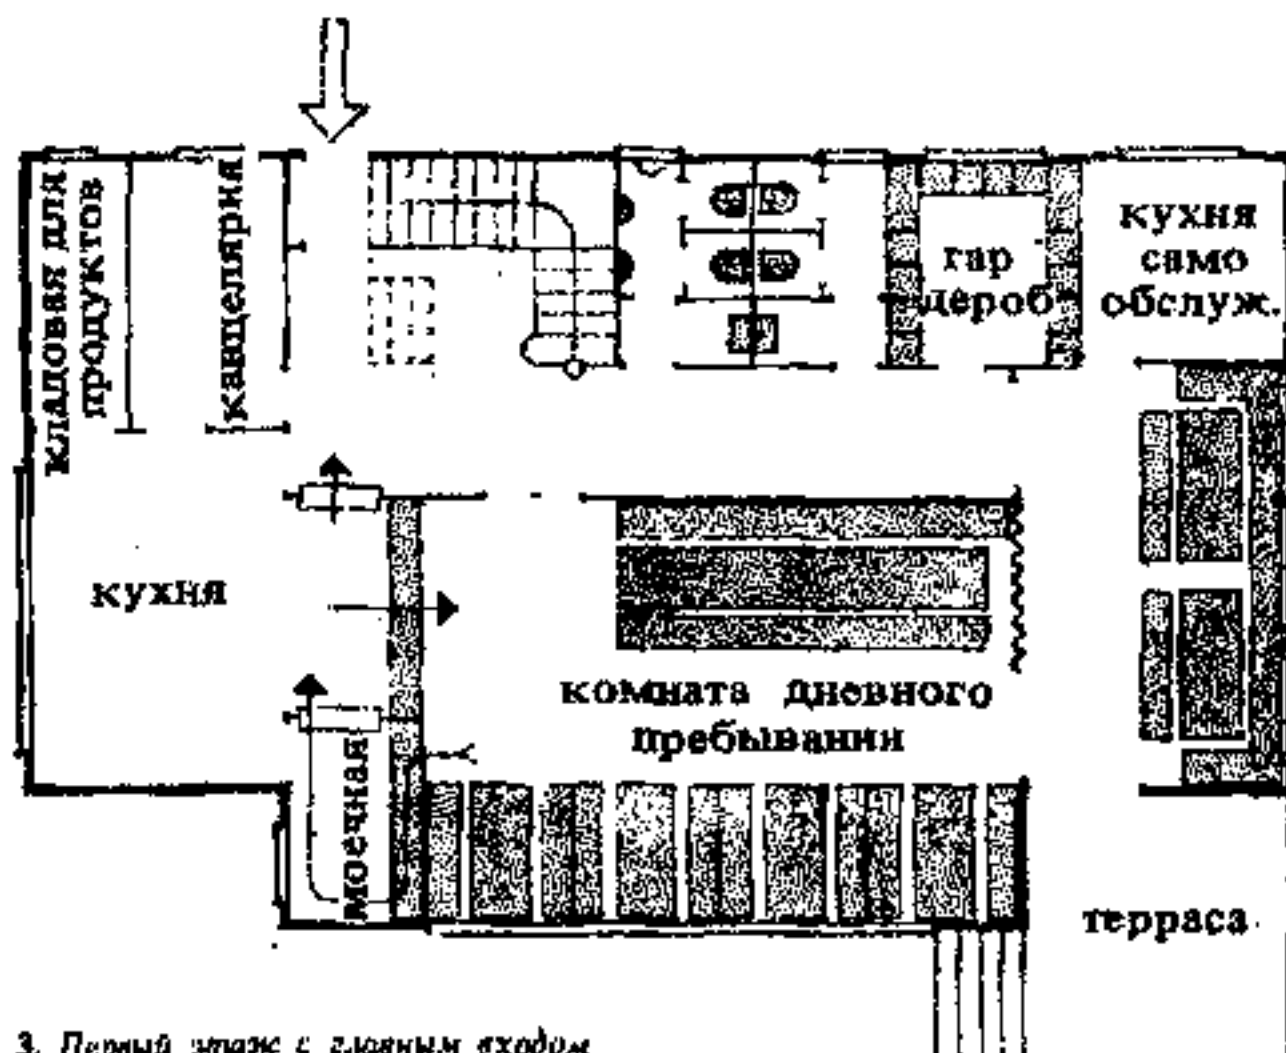 кладовая для
продуктов
канцелярия
гар
дероб
кухня
само
обслуж.
кухня
комната дневного
пребывания
моечная
терраса
3. Первый этаж с главным входом